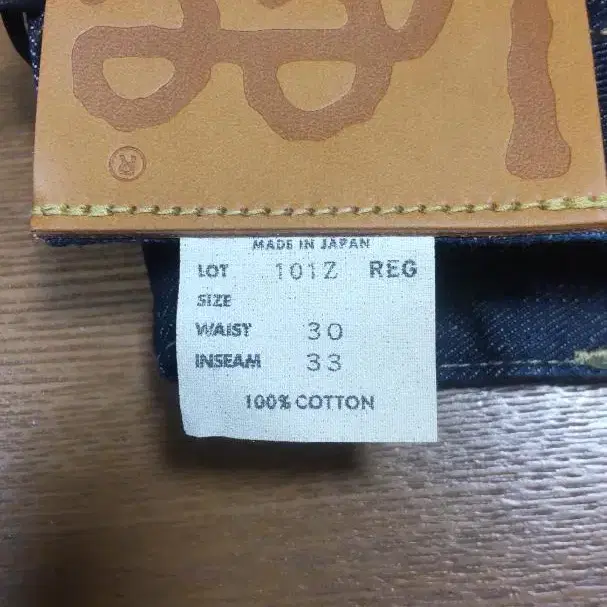 MADE IN JAPAN
LOT 101Z REG
SIZE
WAIST 30
INSEAM 33
100% COTTON